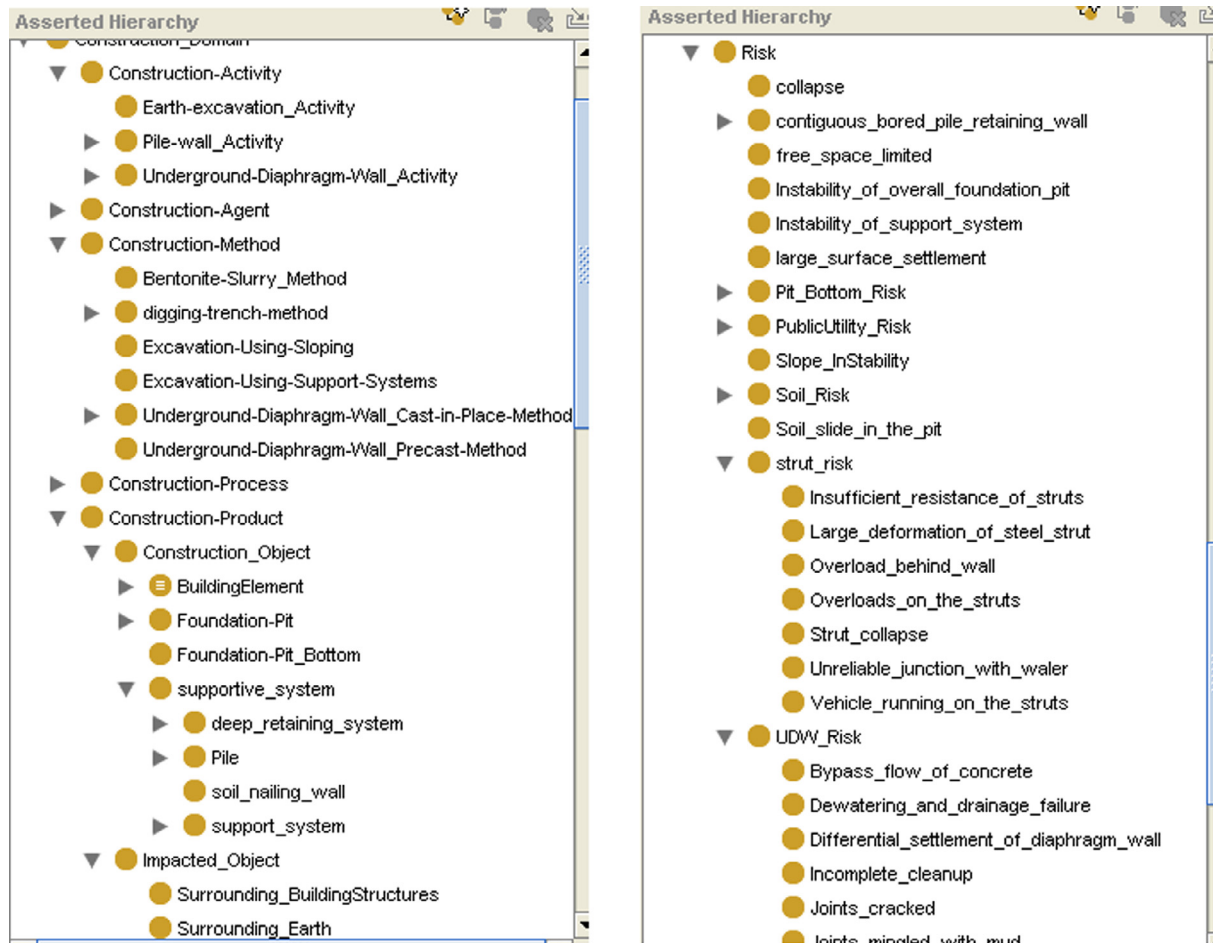 Asserted Hierarchy
Construction_Domain
Construction-Activity
Earth-excavation_Activity
Pile-wall_Activity
Underground-Diaphragm-Wall_Activity
Construction-Agent
Construction-Method
Bentonite-Slurry_Method
digging-trench-method
Excavation-Using-Sloping
Excavation-Using-Support-Systems
Underground-Diaphragm-Wall_Cast-in-Place-Method
Underground-Diaphragm-Wall_Precast-Method
Construction-Process
Construction-Product
Construction_Object
BuildingElement
Foundation-Pit
Foundation-Pit_Bottom
supportive_system
deep_retaining_system
Pile
soil_nailing_wall
support_system
Impacted_Object
Surrounding_BuildingStructures
Surrounding_Earth
Asserted Hierarchy
Risk
collapse
contiguous_bored_pile_retaining_wall
free_space_limited
Instability_of_overall_foundation_pit
Instability_of_support_system
large_surface_settlement
Pit_Bottom_Risk
PublicUtility_Risk
Slope_InStability
Soil_Risk
Soil_slide_in_the_pit
strut_risk
Insufficient_resistance_of_struts
Large_deformation_of_steel_strut
Overload_behind_wall
Overloads_on_the_struts
Strut_collapse
Unreliable_junction_with_waler
Vehicle_running_on_the_struts
UDW_Risk
Bypass_flow_of_concrete
Dewatering_and_drainage_failure
Differential_settlement_of_diaphragm_wall
Incomplete_cleanup
Joints_cracked
Joints_mingled_with_mud